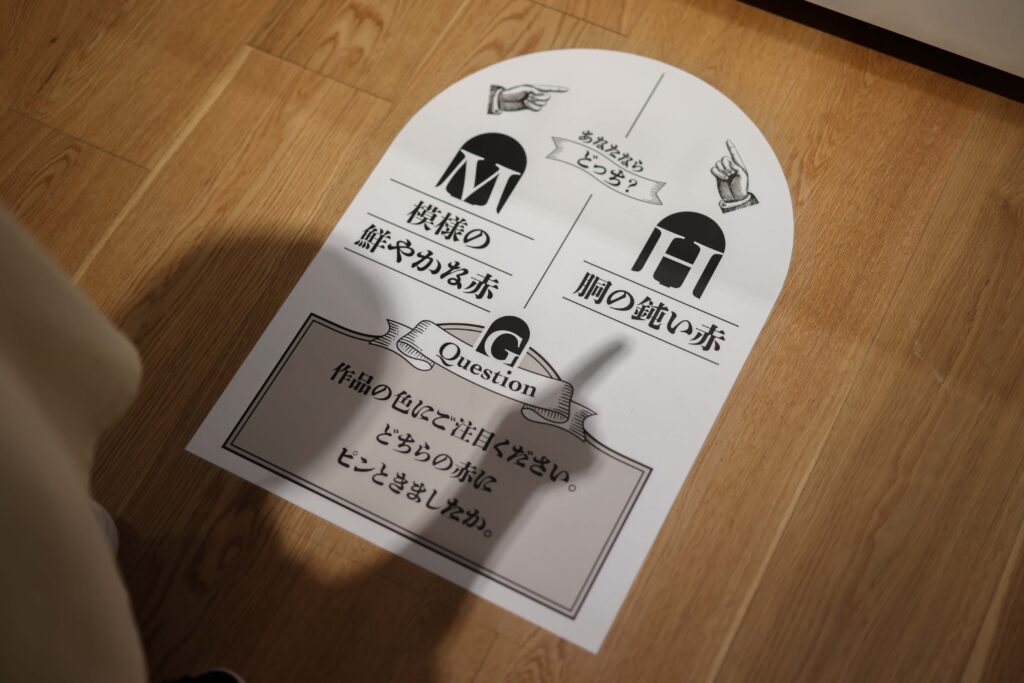 あなたなら
どっち?
M
模様の
鮮やかな赤
H
胴の鈍い赤
G
Question
作品の色にご注目ください。
どちらの赤に
ピンときましたか。